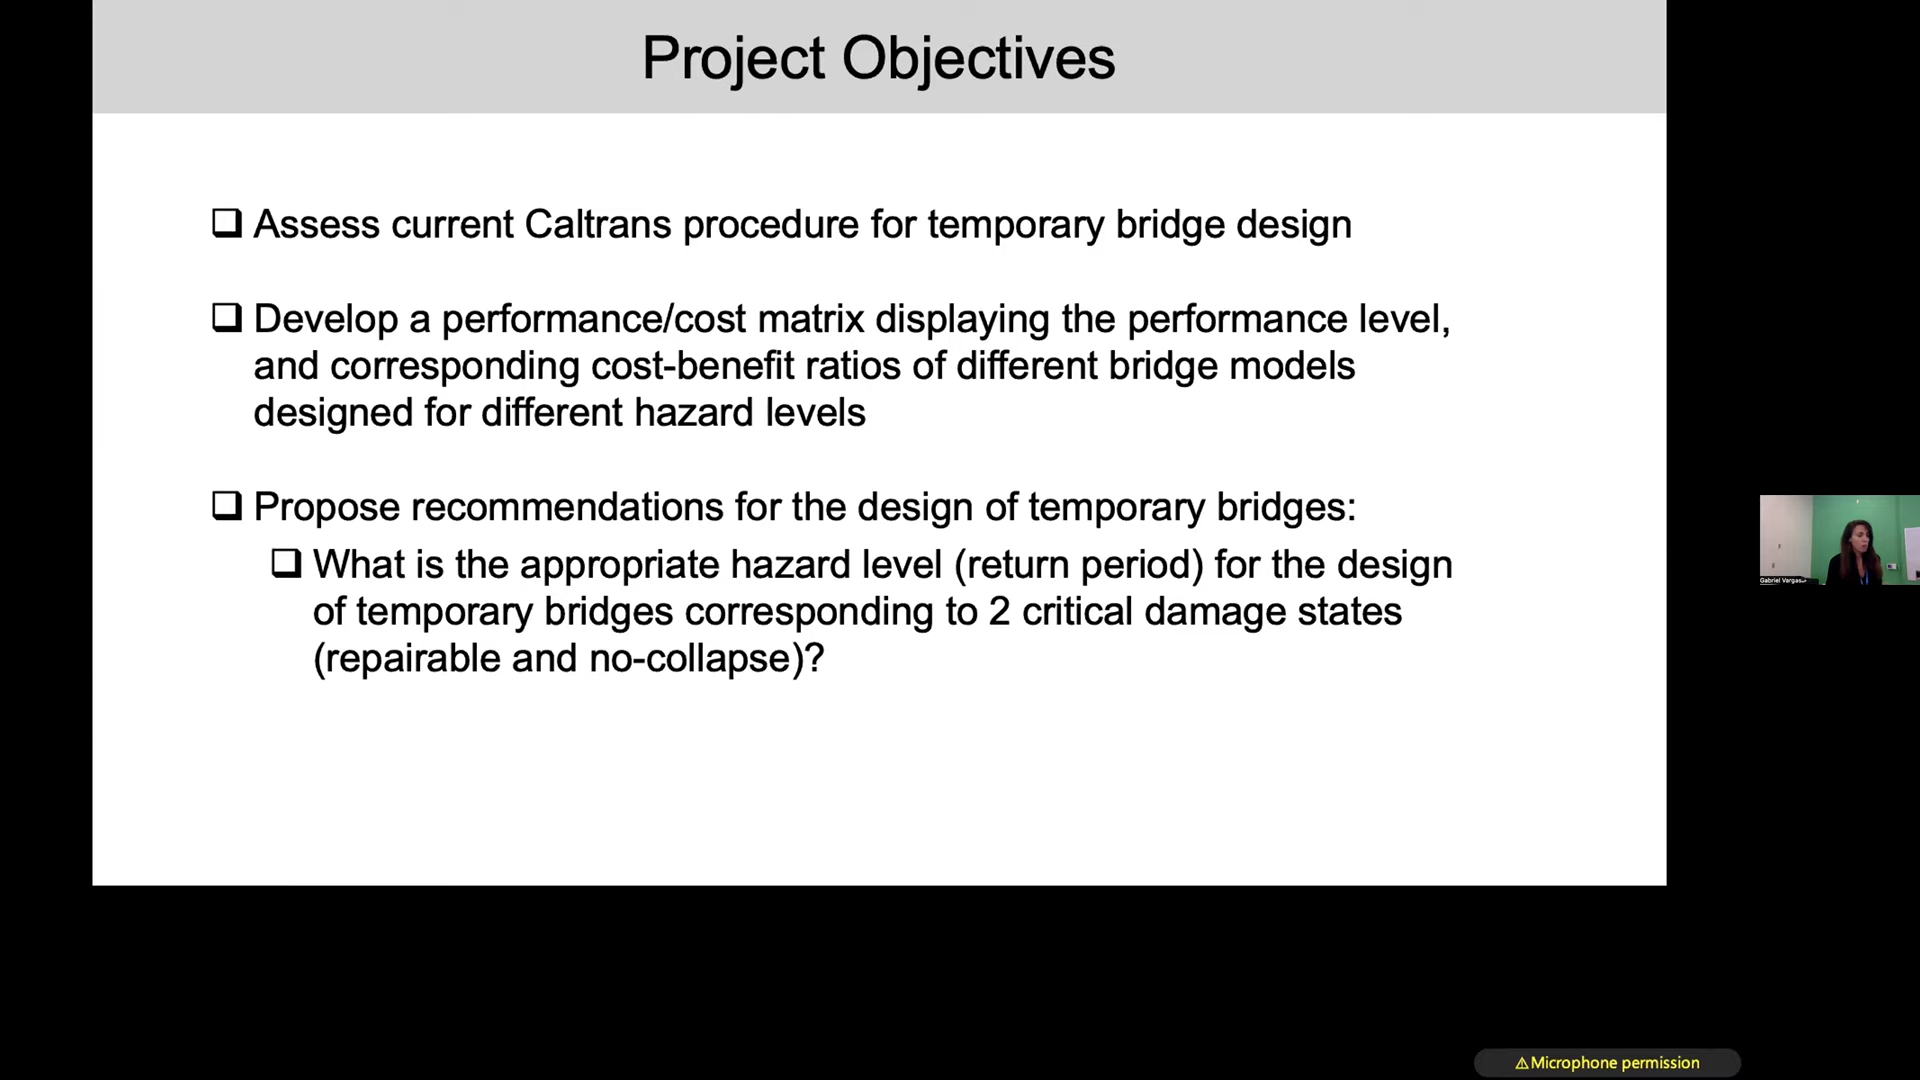 Project Objectives
❑ Assess current Caltrans procedure for temporary bridge design
❑ Develop a performance/cost matrix displaying the performance level,
and corresponding cost-benefit ratios of different bridge models
designed for different hazard levels
❑ Propose recommendations for the design of temporary bridges:
❑ What is the appropriate hazard level (return period) for the design
of temporary bridges corresponding to 2 critical damage states
(repairable and no-collapse)?
Gabriel Vargas
⚠Microphone permission